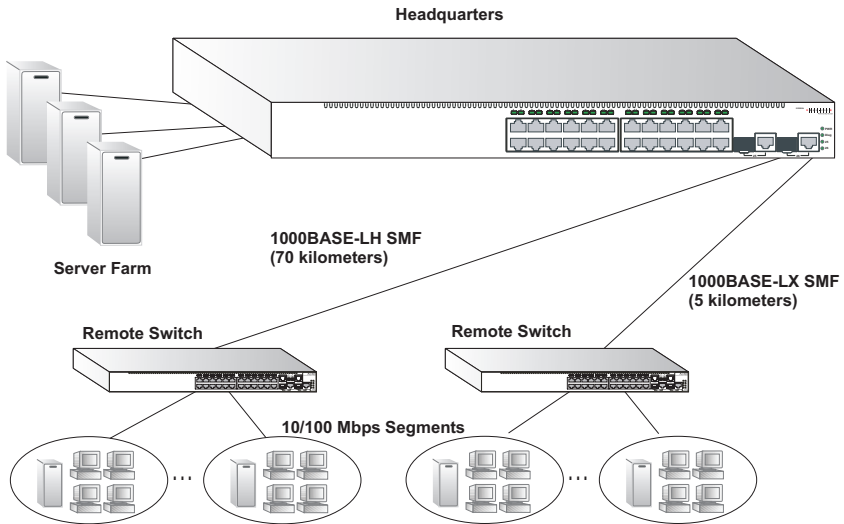 Headquarters
Server Farm
1000BASE-LH SMF
(70 kilometers)
1000BASE-LX SMF
(5 kilometers)
Remote Switch
Remote Switch
10/100 Mbps Segments
...
...